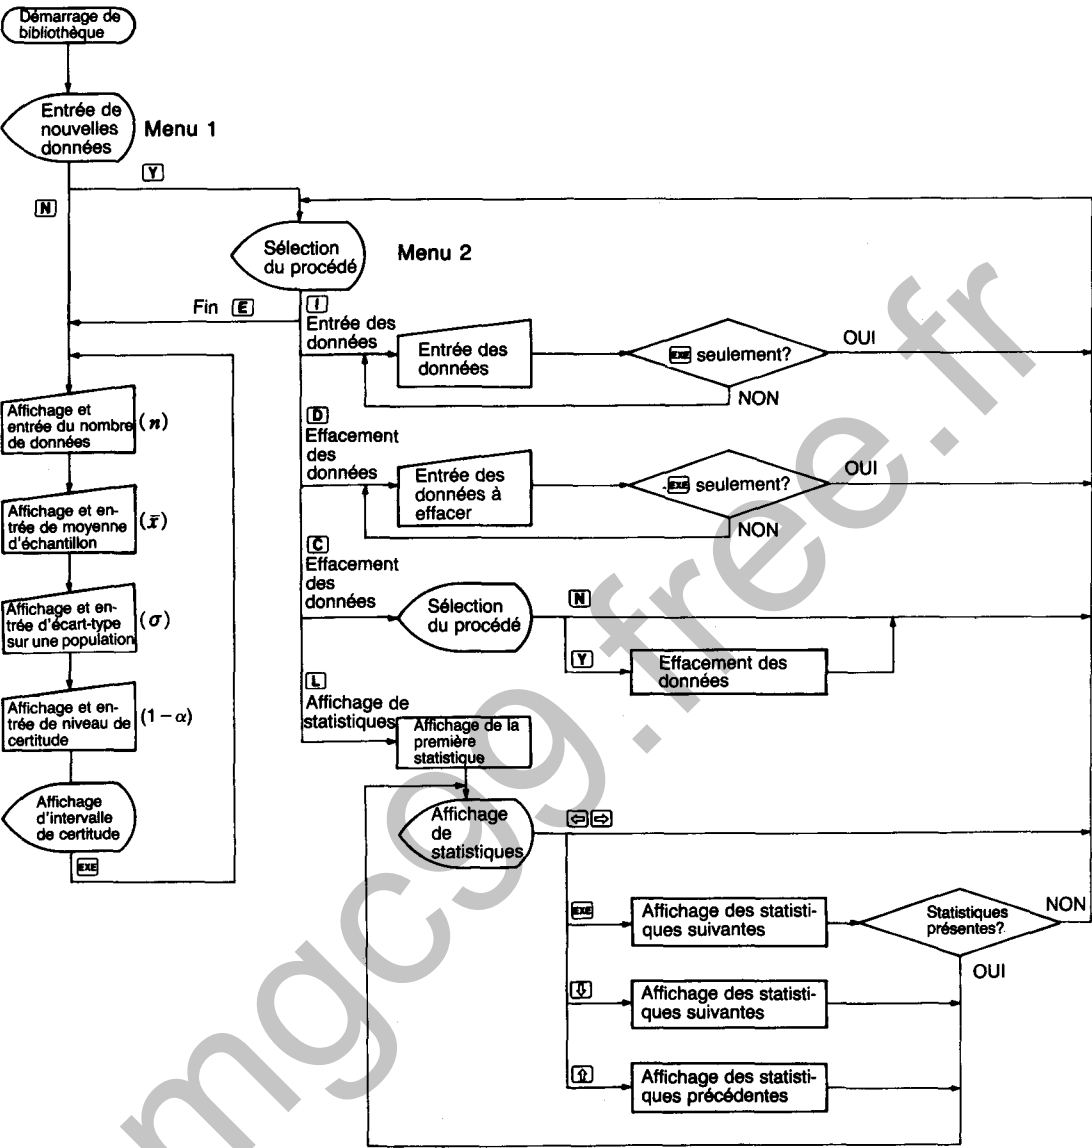 Démarrage de
bibliothèque
Entrée de
nouvelles
données
Menu 1
Y
N
Sélection
du procédé
Menu 2
Fin E
I
Entrée des
données
Entrée des
données
EXE seulement?
OUI
NON
D
Effacement
des
données
Entrée des
données à
effacer
EXE seulement?
OUI
NON
C
Effacement
des
données
Sélection
du procédé
N
Y
Effacement des
données
L
Affichage de
statistiques
Affichage de la
première
statistique
Affichage
de
statistiques
⇦ ⇨
EXE
Affichage des statisti-
ques suivantes
Statistiques
présentes?
NON
OUI
⇩
Affichage des statisti-
ques suivantes
⇧
Affichage des statisti-
ques précédentes
Affichage et
entrée du nombre
de données
(n)
Affichage et en-
trée de moyenne
d'échantillon
(x̄)
Affichage et en-
trée d'écart-type
sur une population
(σ)
Affichage et en-
trée de niveau de
certitude
(1−α)
Affichage
d'intervalle
de certitude
EXE
mgc99.free.fr